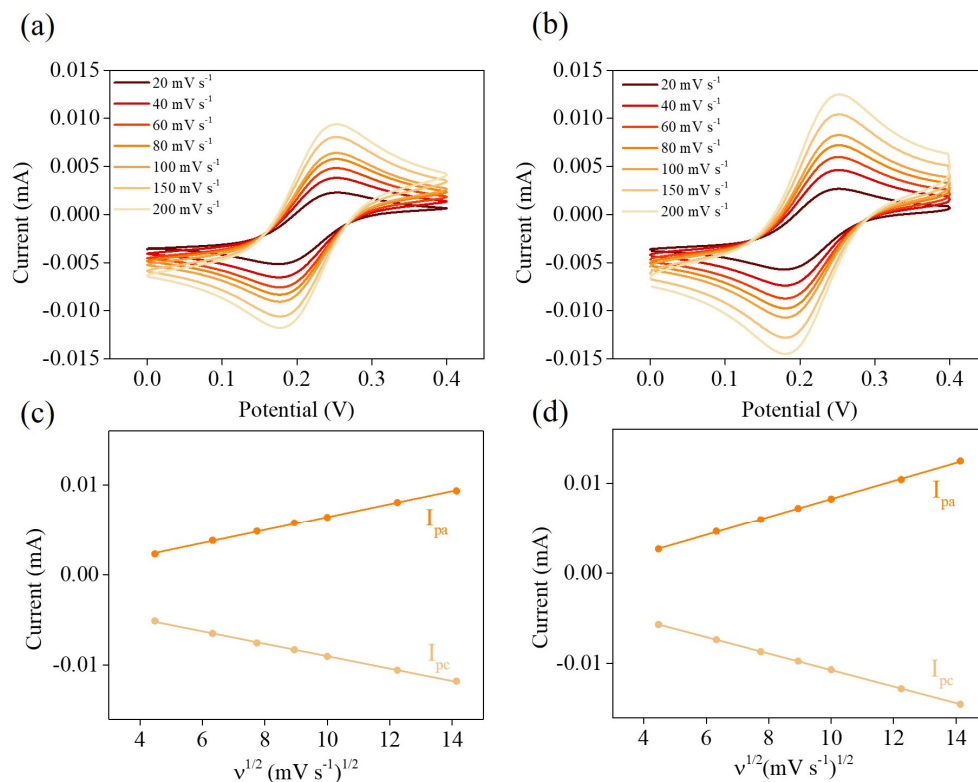 (a)
Current (mA)
0.015
0.010
0.005
0.000
-0.005
-0.010
-0.015
20 mV s⁻¹
40 mV s⁻¹
60 mV s⁻¹
80 mV s⁻¹
100 mV s⁻¹
150 mV s⁻¹
200 mV s⁻¹
0.0 0.1 0.2 0.3 0.4
Potential (V)
(b)
Current (mA)
0.015
0.010
0.005
0.000
-0.005
-0.010
-0.015
20 mV s⁻¹
40 mV s⁻¹
60 mV s⁻¹
80 mV s⁻¹
100 mV s⁻¹
150 mV s⁻¹
200 mV s⁻¹
0.0 0.1 0.2 0.3 0.4
Potential (V)
(c)
Current (mA)
0.01
0.00
-0.01
I_pa
I_pc
4 6 8 10 12 14
ν^1/2 (mV s⁻¹)^1/2
(d)
Current (mA)
0.01
0.00
-0.01
I_pa
I_pc
4 6 8 10 12 14
ν^1/2(mV s⁻¹)^1/2